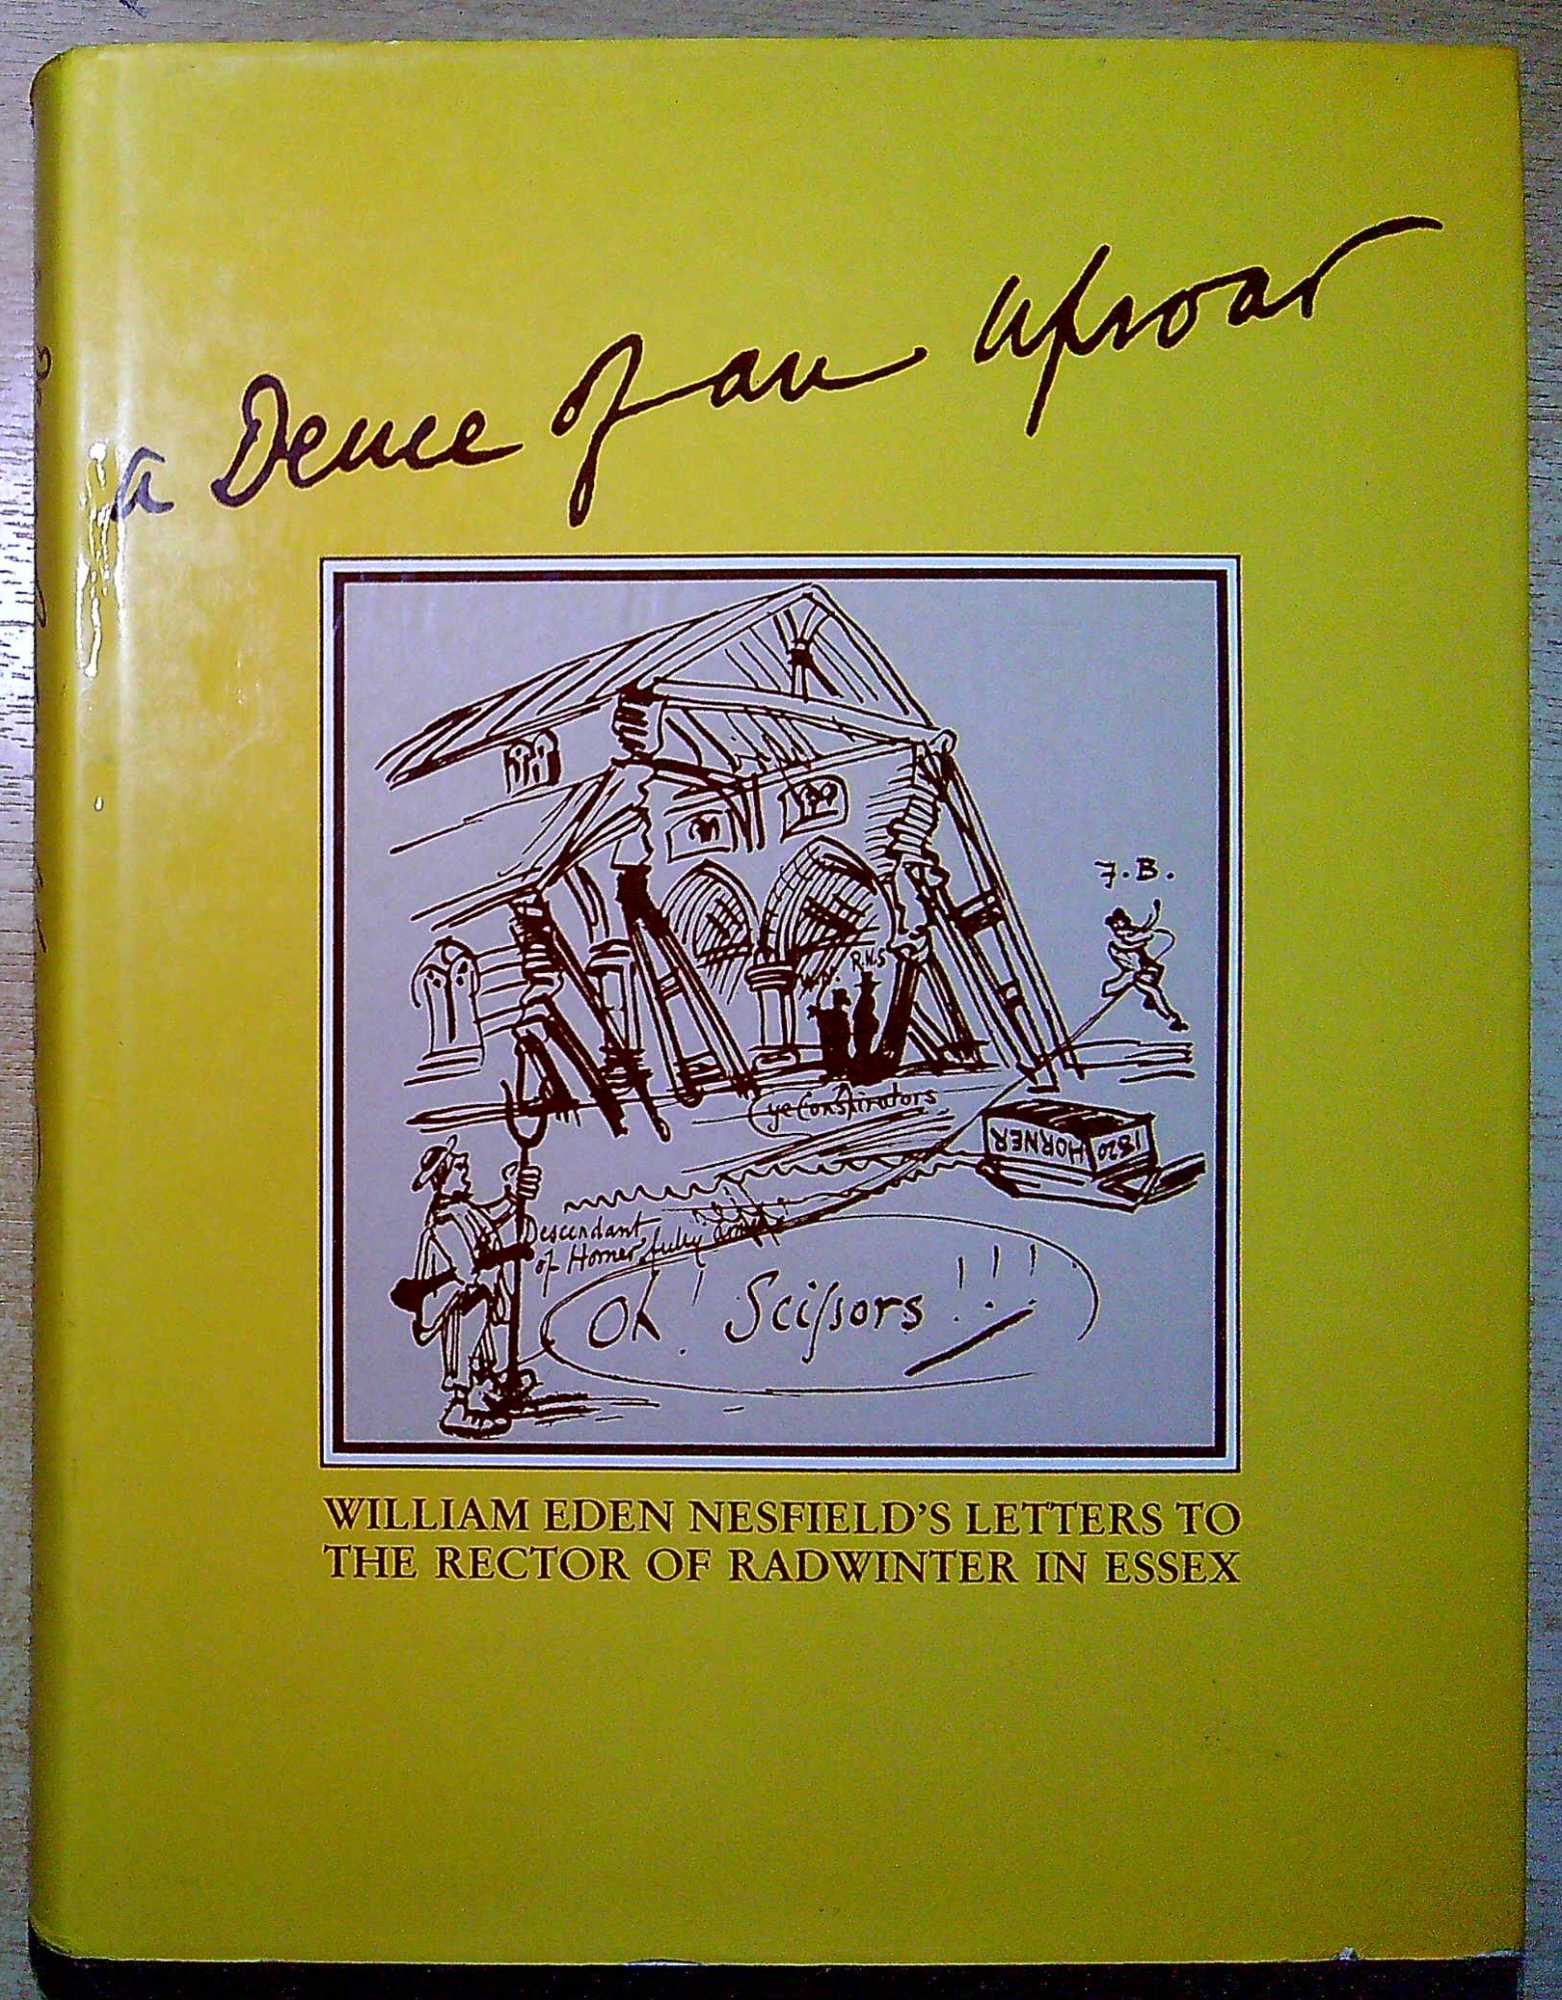 a Deuce of an Uproar
F. B.
W.N. R.W.S
ye Conspirators
HORNER 1820
Descendant
of Horner fully
Oh! Scissors!!!
WILLIAM EDEN NESFIELD'S LETTERS TO
THE RECTOR OF RADWINTER IN ESSEX